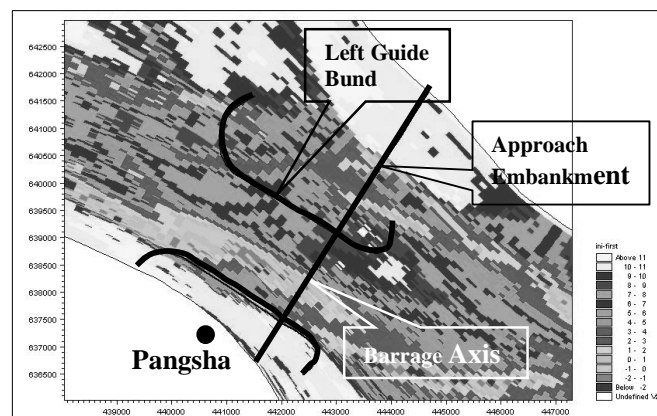 642500
642000
641500
641000
640500
640000
639500
639000
638500
638000
637500
637000
636500
Left Guide
Bund
Approach
Embankment
Pangsha
Barrage Axis
439000
440000
441000
442000
443000
444000
445000
446000
447000
ini-first
Above 11
10 - 11
9 - 10
8 - 9
7 - 8
6 - 7
5 - 6
4 - 5
3 - 4
2 - 3
1 - 2
0 - 1
-1 - 0
-2 - -1
Below -2